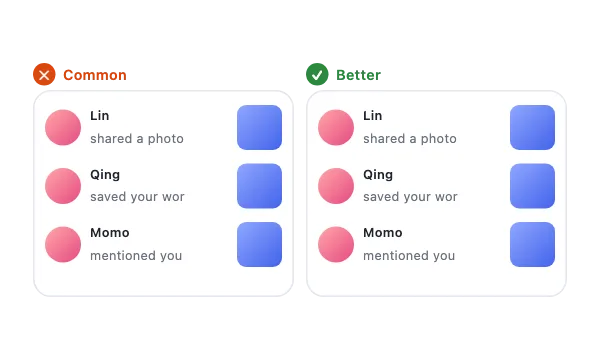 Common
Lin
shared a photo
Qing
saved your wor
Momo
mentioned you
Better
Lin
shared a photo
Qing
saved your wor
Momo
mentioned you